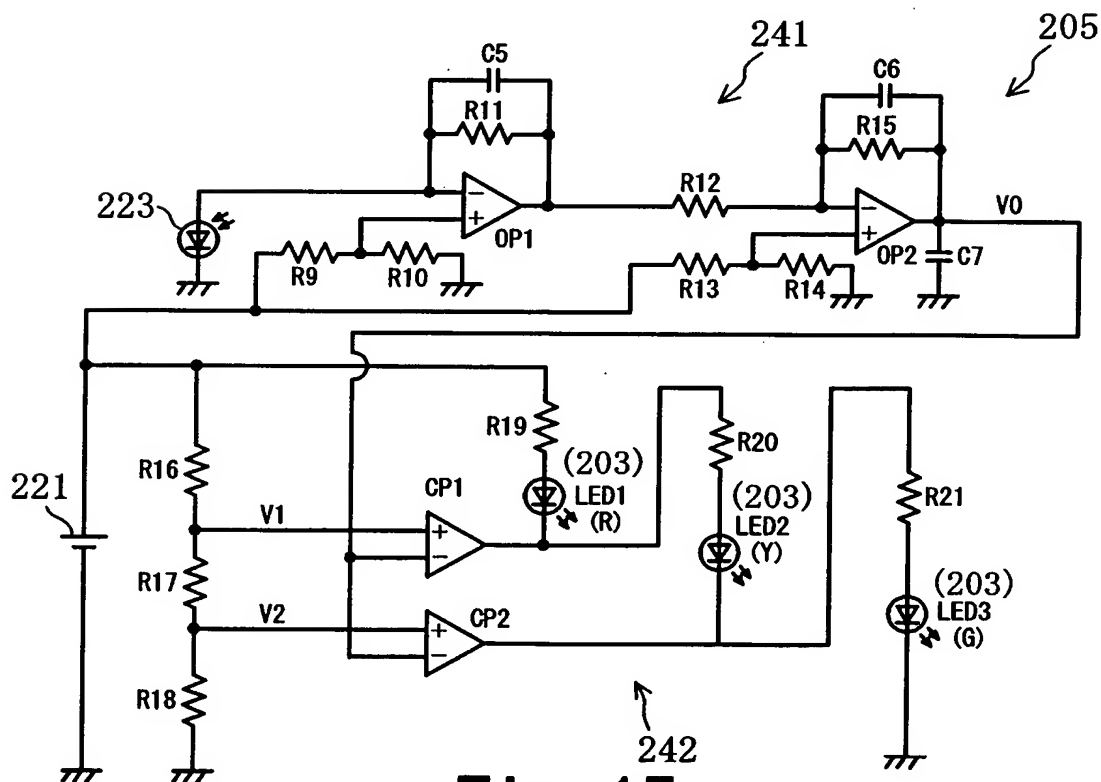 241
205
C5
C6
R11
R15
223
R12
OP1
V0
R9
R10
OP2
C7
R13
R14
R19
R20
R16
(203)
LED1
(R)
(203)
LED2
(Y)
R21
221
CP1
V1
R17
(203)
LED3
(G)
V2
CP2
R18
242